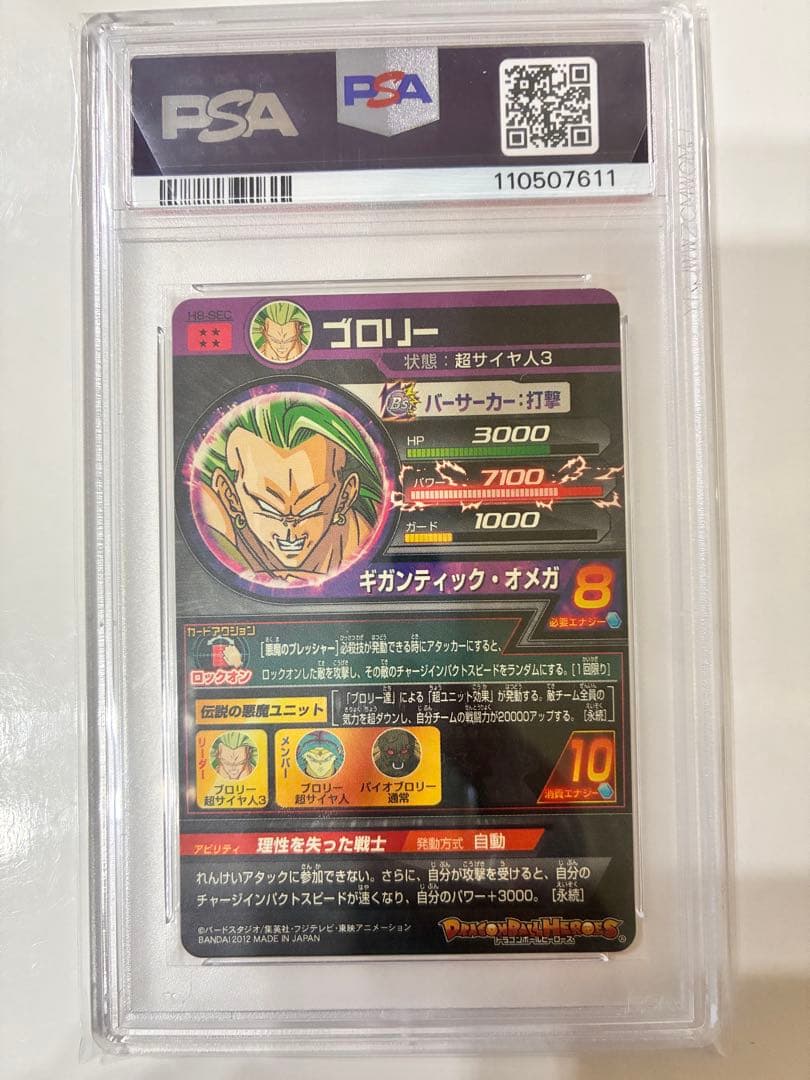 PSA
PSA
110507611
H8-SEC
ブロリー
状態：超サイヤ人3
Bs バーサーカー：打撃
HP 3000
パワー 7100
ガード 1000
ギガンティック・オメガ 8
必要エナジー
カードアクション
ロックオン
[悪魔のプレッシャー]必殺技が発動できる時にアタッカーにすると、
ロックオンした敵を攻撃し、その敵のチャージインパクトスピードをランダムにする。[1回限り]
伝説の悪魔ユニット
「ブロリー達」による「超ユニット効果」が発動する。敵チーム全員の
気力を超ダウンし、自分チームの戦闘力が20000アップする。[永続]
リーダー
ブロリー
超サイヤ人3
メンバー
ブロリー
超サイヤ人
バイオブロリー
通常
10
消費エナジー
アビリティ 理性を失った戦士 発動方式 自動
れんけいアタックに参加できない。さらに、自分が攻撃を受けると、自分の
チャージインパクトスピードが速くなり、自分のパワー+3000。[永続]
©バードスタジオ/集英社・フジテレビ・東映アニメーション
BANDAI 2012 MADE IN JAPAN
DRAGONBALL HEROES
ドラゴンボールヒーローズ